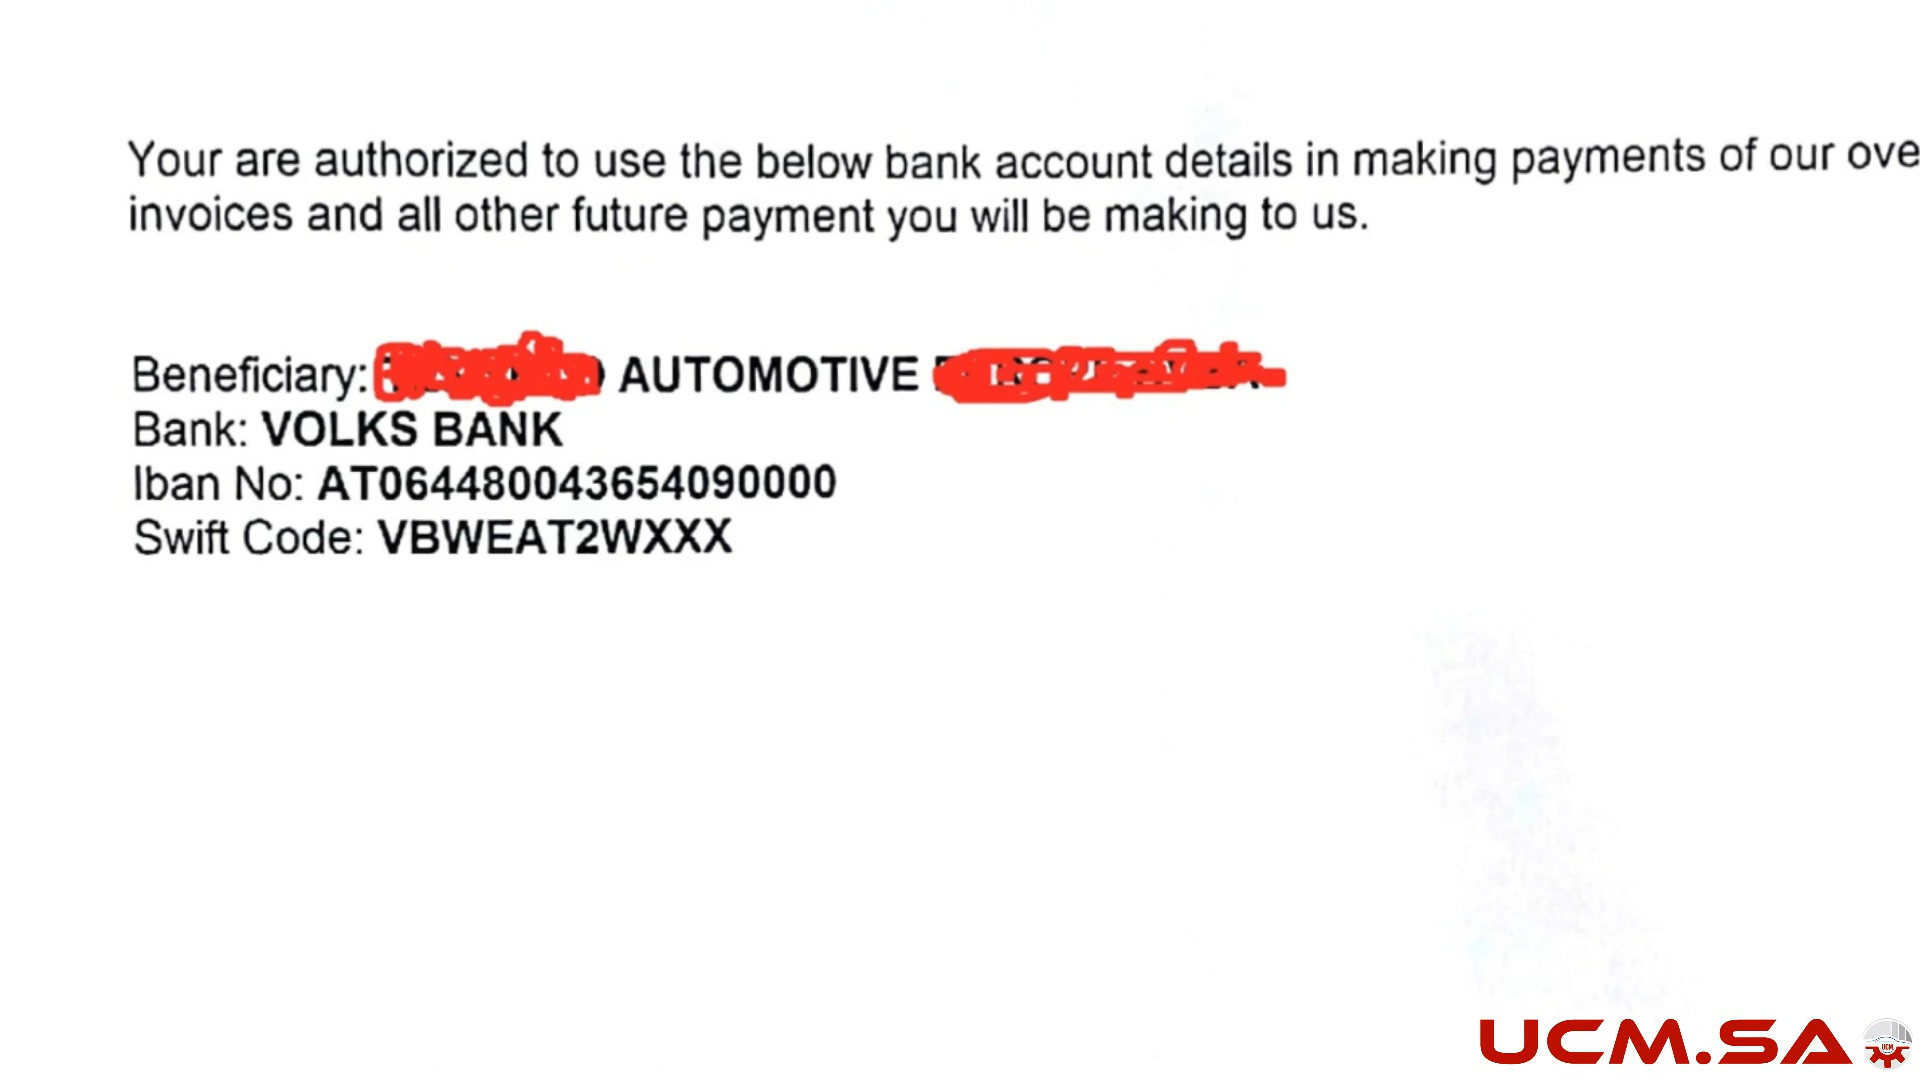 Your are authorized to use the below bank account details in making payments of our ove
invoices and all other future payment you will be making to us.
Beneficiary: AUTOMOTIVE
Bank: VOLKS BANK
Iban No: AT064480043654090000
Swift Code: VBWEAT2WXXX
UCM.SA
UCM